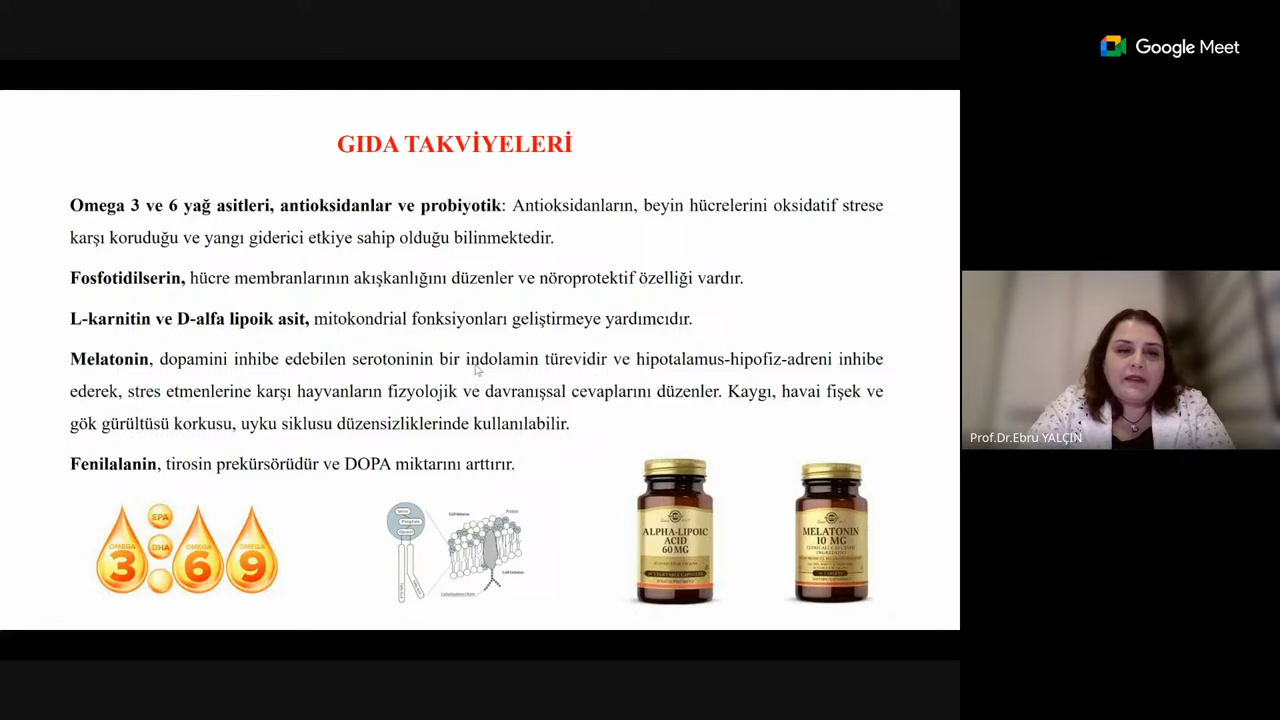 Google Meet
GIDA TAKVİYELERİ
Omega 3 ve 6 yağ asitleri, antioksidanlar ve probiyotik: Antioksidanların, beyin hücrelerini oksidatif strese
karşı koruduğu ve yangı giderici etkiye sahip olduğu bilinmektedir.
Fosfotidilserin, hücre membranlarının akışkanlığını düzenler ve nöroprotektif özelliği vardır.
L-karnitin ve D-alfa lipoik asit, mitokondrial fonksiyonları geliştirmeye yardımcıdır.
Melatonin, dopamini inhibe edebilen serotoninin bir indolamin türevidir ve hipotalamus-hipofiz-adreni inhibe
ederek, stres etmenlerine karşı hayvanların fizyolojik ve davranışsal cevaplarını düzenler. Kaygı, havai fişek ve
gök gürültüsü korkusu, uyku siklusu düzensizliklerinde kullanılabilir.
Fenilalanin, tirosin prekürsörüdür ve DOPA miktarını arttırır.
OMEGA 3
EPA
DHA
OMEGA 6
OMEGA 9
Phosphate
Protein
Carbohydrate chain
ALPHA-LIPOIC
ACID
60 MG
MELATONIN
10 MG
Prof.Dr.Ebru YALÇIN